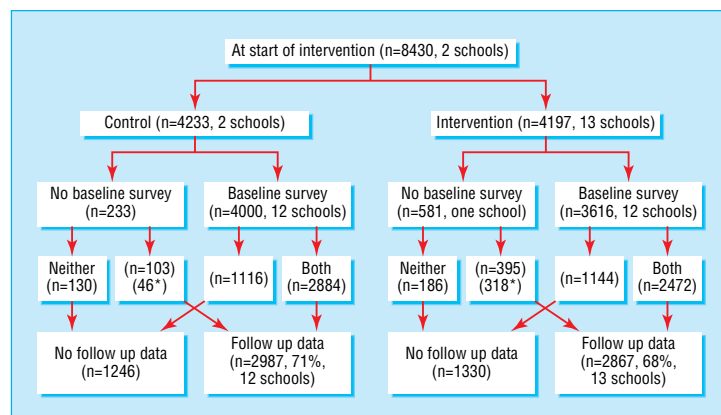 At start of intervention (n=8430, 2 schools)
Control (n=4233, 2 schools)
Intervention (n=4197, 13 schools)
No baseline survey
(n=233)
Baseline survey
(n=4000, 12 schools)
No baseline survey
(n=581, one school)
Baseline survey
(n=3616, 12 schools)
Neither
(n=130)
(n=103)
(46*)
(n=1116)
Both
(n=2884)
Neither
(n=186)
(n=395)
(318*)
(n=1144)
Both
(n=2472)
No follow up data
(n=1246)
Follow up data
(n=2987, 71%,
12 schools)
No follow up data
(n=1330)
Follow up data
(n=2867, 68%,
13 schools)